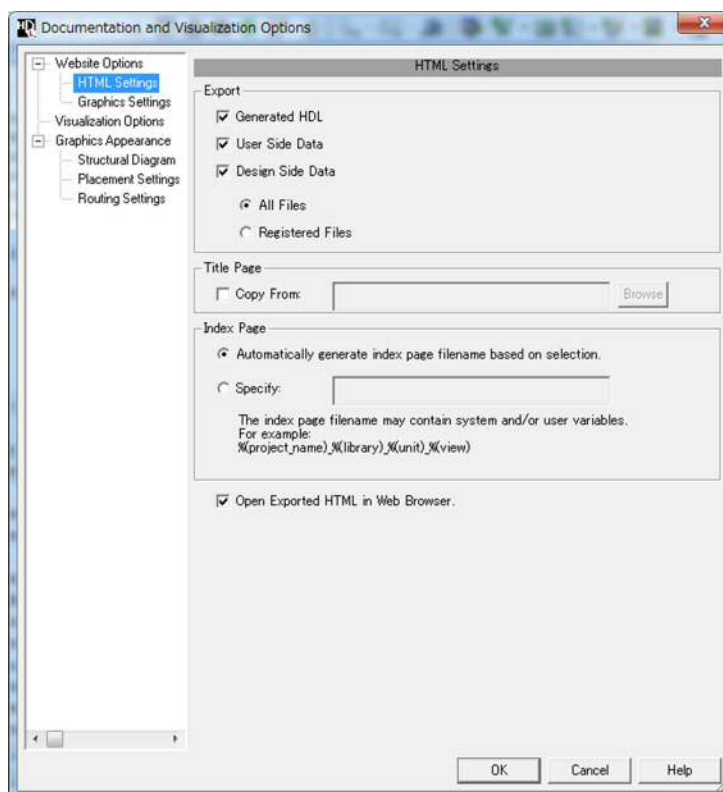 Documentation and Visualization Options
Website Options
HTML Settings
Graphics Settings
Visualization Options
Graphics Appearance
Structural Diagram
Placement Settings
Routing Settings
HTML Settings
Export
Generated HDL
User Side Data
Design Side Data
All Files
Registered Files
Title Page
Copy From:
Browse
Index Page
Automatically generate index page filename based on selection.
Specify:
The index page filename may contain system and/or user variables.
For example:
%(project_name)_%(library)_%(unit)_%(view)
Open Exported HTML in Web Browser.
OK
Cancel
Help